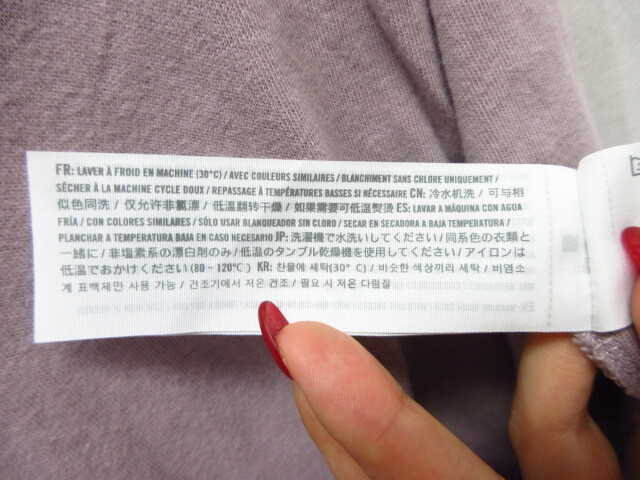 FR: LAVER À FROID EN MACHINE (30°C) / AVEC COULEURS SIMILAIRES / BLANCHIMENT SANS CHLORE UNIQUEMENT /
SÉCHER À LA MACHINE CYCLE DOUX / REPASSAGE À TEMPÉRATURES BASSES SI NÉCESSAIRE CN: 冷水机洗 / 可与相
似色同洗 / 仅允许非氯漂 / 低温翻转干燥 / 如果需要可低温熨烫 ES: LAVAR A MÁQUINA CON AGUA
FRÍA / CON COLORES SIMILARES / SÓLO USAR BLANQUEADOR SIN CLORO / SECAR EN SECADORA A BAJA TEMPERATURA /
PLANCHAR A TEMPERATURA BAJA EN CASO NECESARIO JP: 洗濯機で水洗いしてください / 同系色の衣類と
一緒に / 非塩素系の漂白剤のみ / 低温のタンブル乾燥機を使用してください / アイロンは
低温でおかけください (80 – 120°C) KR: 찬물에 세탁(30° C) / 비슷한 색상끼리 세탁 / 비염소
계 표백제만 사용 가능 / 건조기에서 저온 건조 / 필요 시 저온 다림질